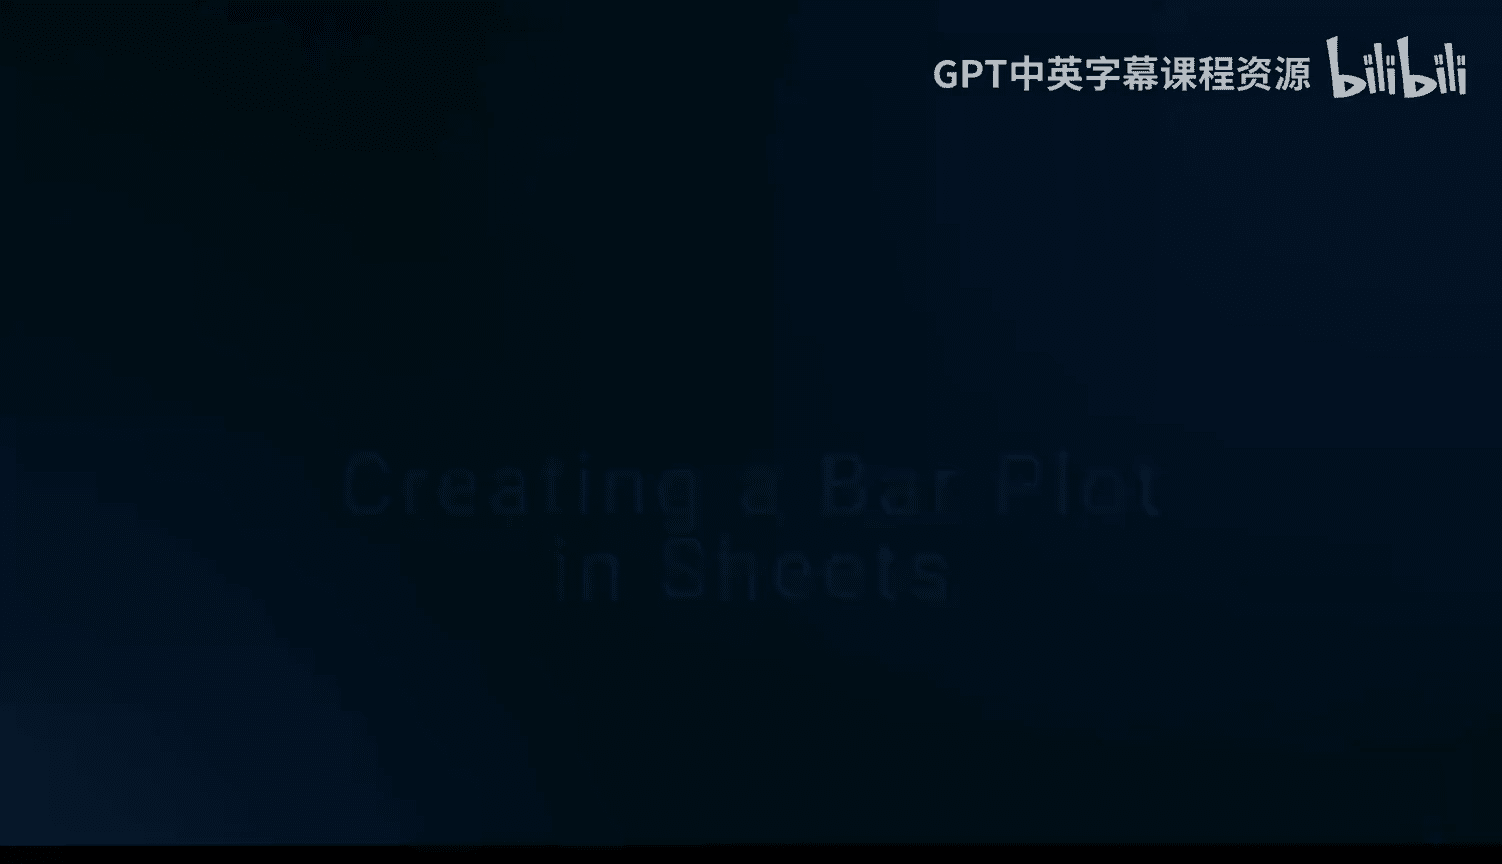 GPT中英字幕课程资源 bilibili
Creating a Bar Plot
in Sheets